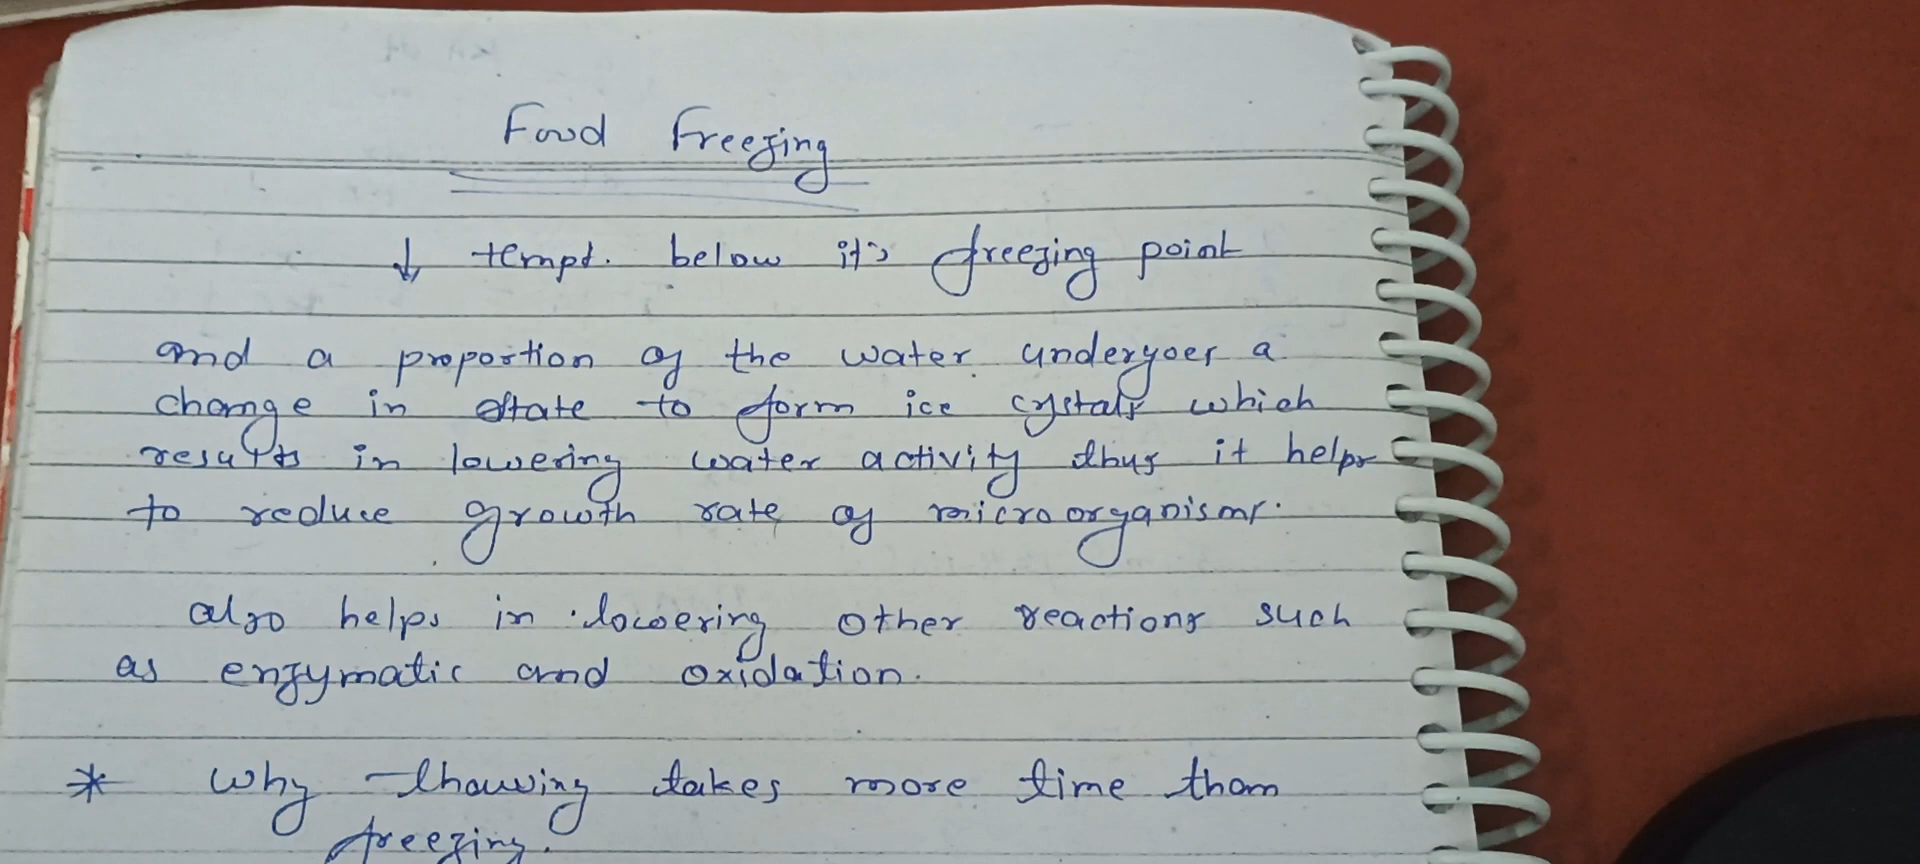 Food Freezing
↓ tempt. below it's freezing point
and a proportion of the water undergoes a
change in state to form ice cystals which
results in lowering water activity thus it helps
to reduce growth rate of microorganisms.
also helps in lowering other reactions such
as enzymatic and oxidation.
* Why thawing takes more time than
freezing.